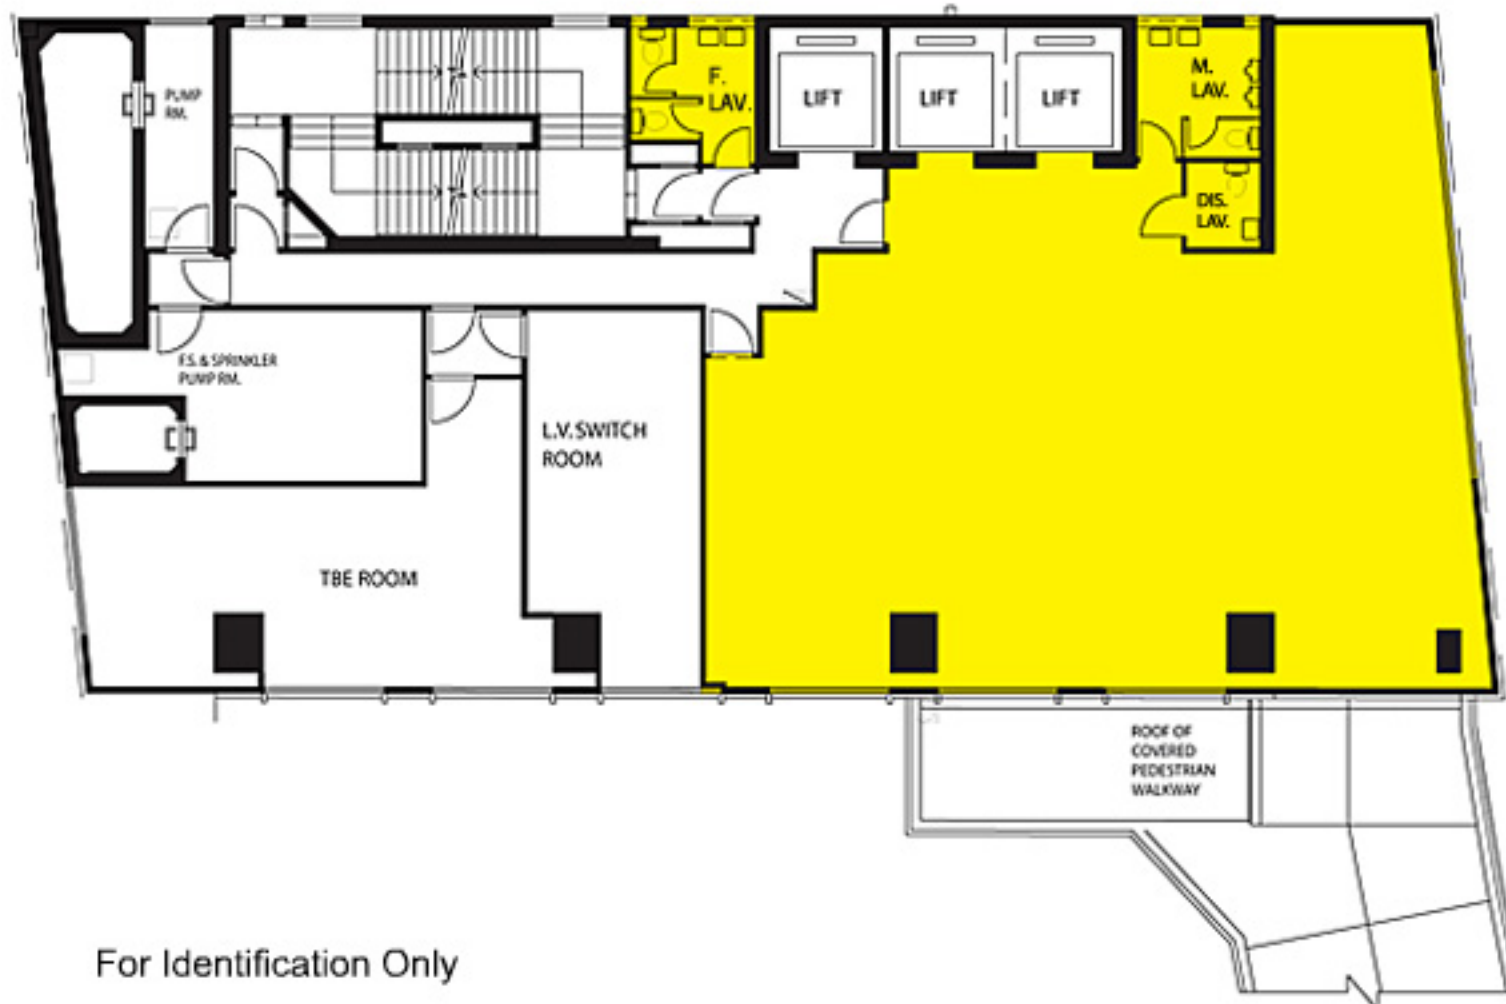 PUMP
RM.
F.
LAV.
LIFT
LIFT
LIFT
M.
LAV.
DIS.
LAV.
F.S. & SPRINKLER
PUMP RM.
L.V. SWITCH
ROOM
TBE ROOM
ROOF OF
COVERED
PEDESTRIAN
WALKWAY
For Identification Only